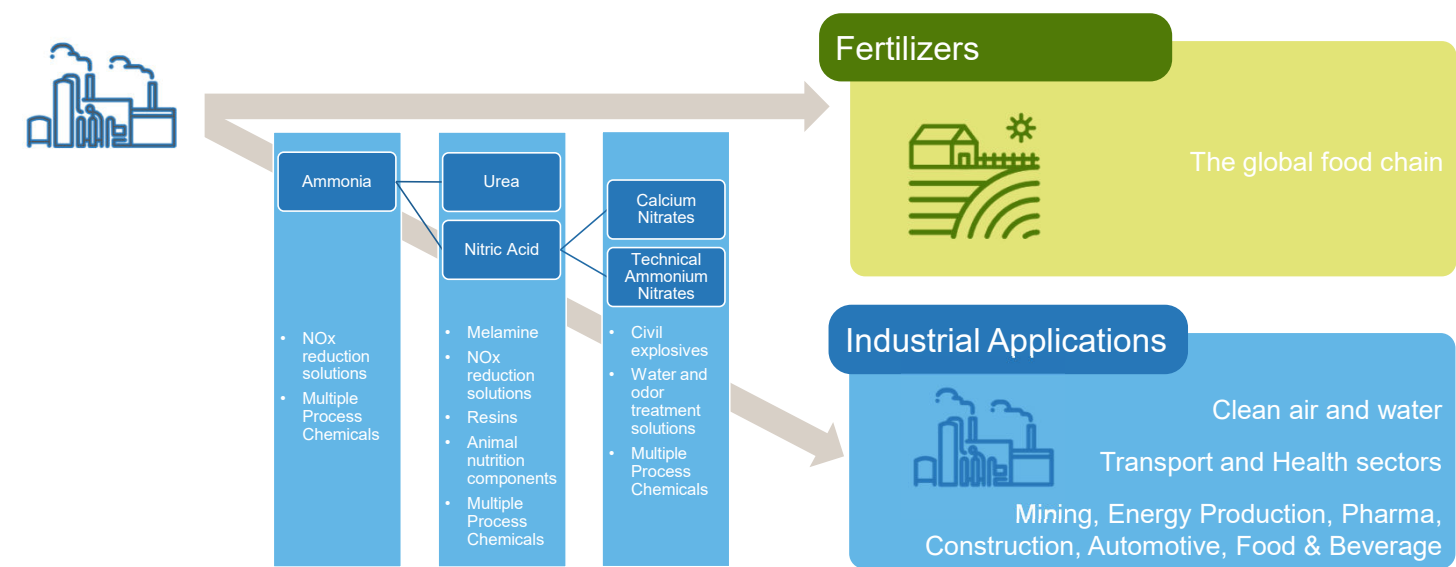 Fertilizers
The global food chain
Ammonia
Urea
Nitric Acid
Calcium
Nitrates
Technical
Ammonium
Nitrates
• NOx
reduction
solutions
• Multiple
Process
Chemicals
• Melamine
• NOx
reduction
solutions
• Resins
• Animal
nutrition
components
• Multiple
Process
Chemicals
• Civil
explosives
• Water and
odor
treatment
solutions
• Multiple
Process
Chemicals
Industrial Applications
Clean air and water
Transport and Health sectors
Mining, Energy Production, Pharma,
Construction, Automotive, Food & Beverage